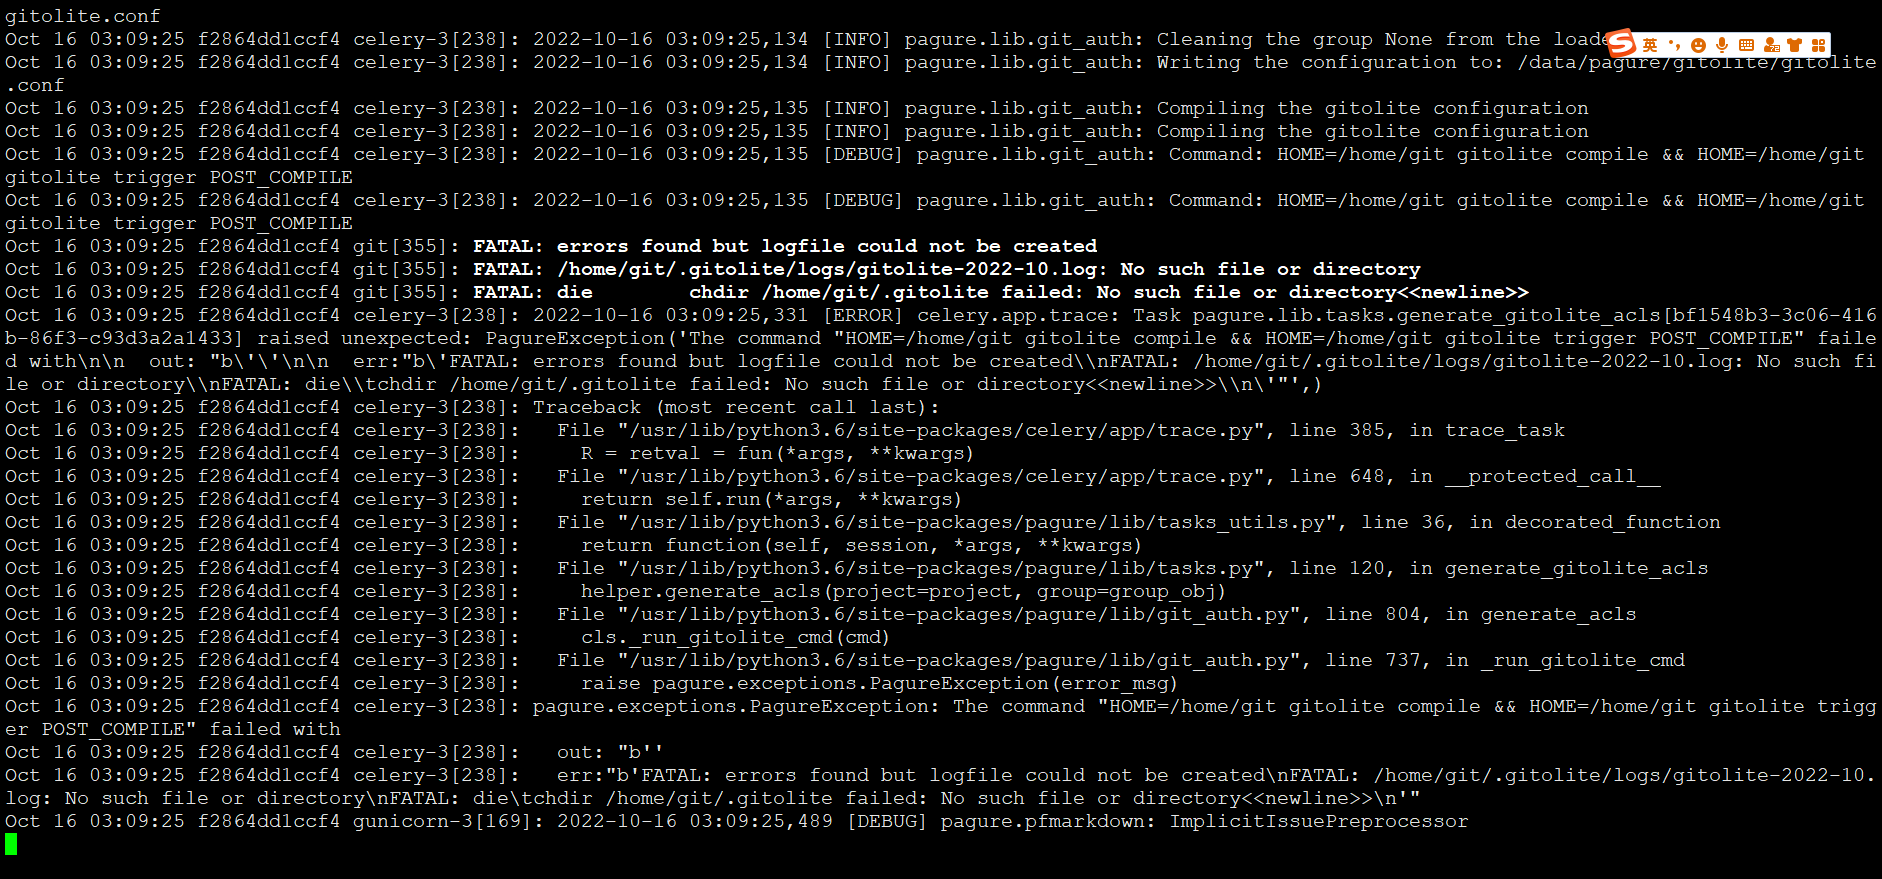 gitolite.conf
Oct 16 03:09:25 f2864dd1ccf4 celery-3[238]: 2022-10-16 03:09:25,134 [INFO] pagure.lib.git_auth: Cleaning the group None from the loade
英
Oct 16 03:09:25 f2864dd1ccf4 celery-3[238]: 2022-10-16 03:09:25,134 [INFO] pagure.lib.git_auth: Writing the configuration to: /data/pagure/gitolite/gitolite
.conf
Oct 16 03:09:25 f2864dd1ccf4 celery-3[238]: 2022-10-16 03:09:25,135 [INFO] pagure.lib.git_auth: Compiling the gitolite configuration
Oct 16 03:09:25 f2864dd1ccf4 celery-3[238]: 2022-10-16 03:09:25,135 [INFO] pagure.lib.git_auth: Compiling the gitolite configuration
Oct 16 03:09:25 f2864dd1ccf4 celery-3[238]: 2022-10-16 03:09:25,135 [DEBUG] pagure.lib.git_auth: Command: HOME=/home/git gitolite compile && HOME=/home/git
gitolite trigger POST_COMPILE
Oct 16 03:09:25 f2864dd1ccf4 celery-3[238]: 2022-10-16 03:09:25,135 [DEBUG] pagure.lib.git_auth: Command: HOME=/home/git gitolite compile && HOME=/home/git
gitolite trigger POST_COMPILE
Oct 16 03:09:25 f2864dd1ccf4 git[355]: FATAL: errors found but logfile could not be created
Oct 16 03:09:25 f2864dd1ccf4 git[355]: FATAL: /home/git/.gitolite/logs/gitolite-2022-10.log: No such file or directory
Oct 16 03:09:25 f2864dd1ccf4 git[355]: FATAL: die        chdir /home/git/.gitolite failed: No such file or directory<<newline>>
Oct 16 03:09:25 f2864dd1ccf4 celery-3[238]: 2022-10-16 03:09:25,331 [ERROR] celery.app.trace: Task pagure.lib.tasks.generate_gitolite_acls[bf1548b3-3c06-416
b-86f3-c93d3a2a1433] raised unexpected: PagureException('The command "HOME=/home/git gitolite compile && HOME=/home/git gitolite trigger POST_COMPILE" faile
d with\n\n  out: "b\'\'\n\n  err:"b\'FATAL: errors found but logfile could not be created\\nFATAL: /home/git/.gitolite/logs/gitolite-2022-10.log: No such fi
le or directory\\nFATAL: die\\tchdir /home/git/.gitolite failed: No such file or directory<<newline>>\\n\'"',)
Oct 16 03:09:25 f2864dd1ccf4 celery-3[238]: Traceback (most recent call last):
Oct 16 03:09:25 f2864dd1ccf4 celery-3[238]:   File "/usr/lib/python3.6/site-packages/celery/app/trace.py", line 385, in trace_task
Oct 16 03:09:25 f2864dd1ccf4 celery-3[238]:     R = retval = fun(*args, **kwargs)
Oct 16 03:09:25 f2864dd1ccf4 celery-3[238]:   File "/usr/lib/python3.6/site-packages/celery/app/trace.py", line 648, in __protected_call__
Oct 16 03:09:25 f2864dd1ccf4 celery-3[238]:     return self.run(*args, **kwargs)
Oct 16 03:09:25 f2864dd1ccf4 celery-3[238]:   File "/usr/lib/python3.6/site-packages/pagure/lib/tasks_utils.py", line 36, in decorated_function
Oct 16 03:09:25 f2864dd1ccf4 celery-3[238]:     return function(self, session, *args, **kwargs)
Oct 16 03:09:25 f2864dd1ccf4 celery-3[238]:   File "/usr/lib/python3.6/site-packages/pagure/lib/tasks.py", line 120, in generate_gitolite_acls
Oct 16 03:09:25 f2864dd1ccf4 celery-3[238]:     helper.generate_acls(project=project, group=group_obj)
Oct 16 03:09:25 f2864dd1ccf4 celery-3[238]:   File "/usr/lib/python3.6/site-packages/pagure/lib/git_auth.py", line 804, in generate_acls
Oct 16 03:09:25 f2864dd1ccf4 celery-3[238]:     cls._run_gitolite_cmd(cmd)
Oct 16 03:09:25 f2864dd1ccf4 celery-3[238]:   File "/usr/lib/python3.6/site-packages/pagure/lib/git_auth.py", line 737, in _run_gitolite_cmd
Oct 16 03:09:25 f2864dd1ccf4 celery-3[238]:     raise pagure.exceptions.PagureException(error_msg)
Oct 16 03:09:25 f2864dd1ccf4 celery-3[238]: pagure.exceptions.PagureException: The command "HOME=/home/git gitolite compile && HOME=/home/git gitolite trigg
er POST_COMPILE" failed with
Oct 16 03:09:25 f2864dd1ccf4 celery-3[238]:   out: "b''
Oct 16 03:09:25 f2864dd1ccf4 celery-3[238]:   err:"b'FATAL: errors found but logfile could not be created\nFATAL: /home/git/.gitolite/logs/gitolite-2022-10.
log: No such file or directory\nFATAL: die\tchdir /home/git/.gitolite failed: No such file or directory<<newline>>\n'"
Oct 16 03:09:25 f2864dd1ccf4 gunicorn-3[169]: 2022-10-16 03:09:25,489 [DEBUG] pagure.pfmarkdown: ImplicitIssuePreprocessor